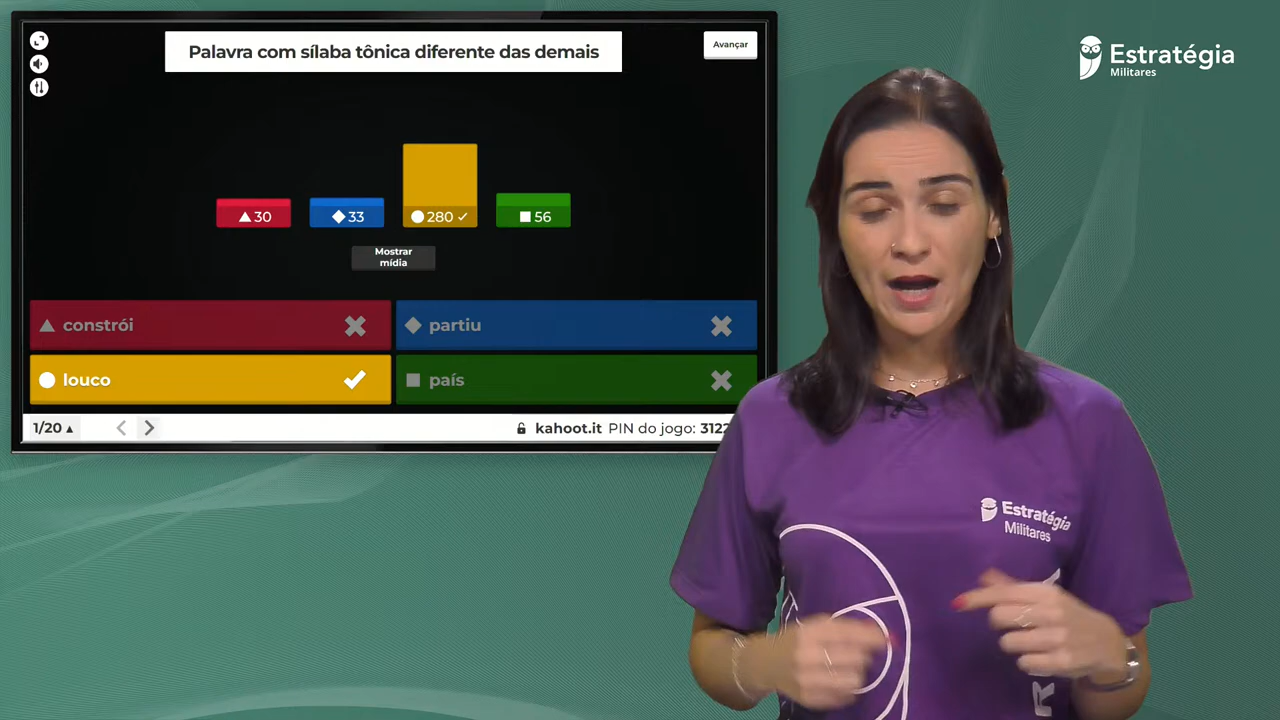 Palavra com sílaba tônica diferente das demais
Avançar
Estratégia
Militares
30
33
280
56
Mostrar
mídia
constrói
partiu
louco
país
1/20
kahoot.it PIN do jogo: 3122
Estratégia
Militares
R